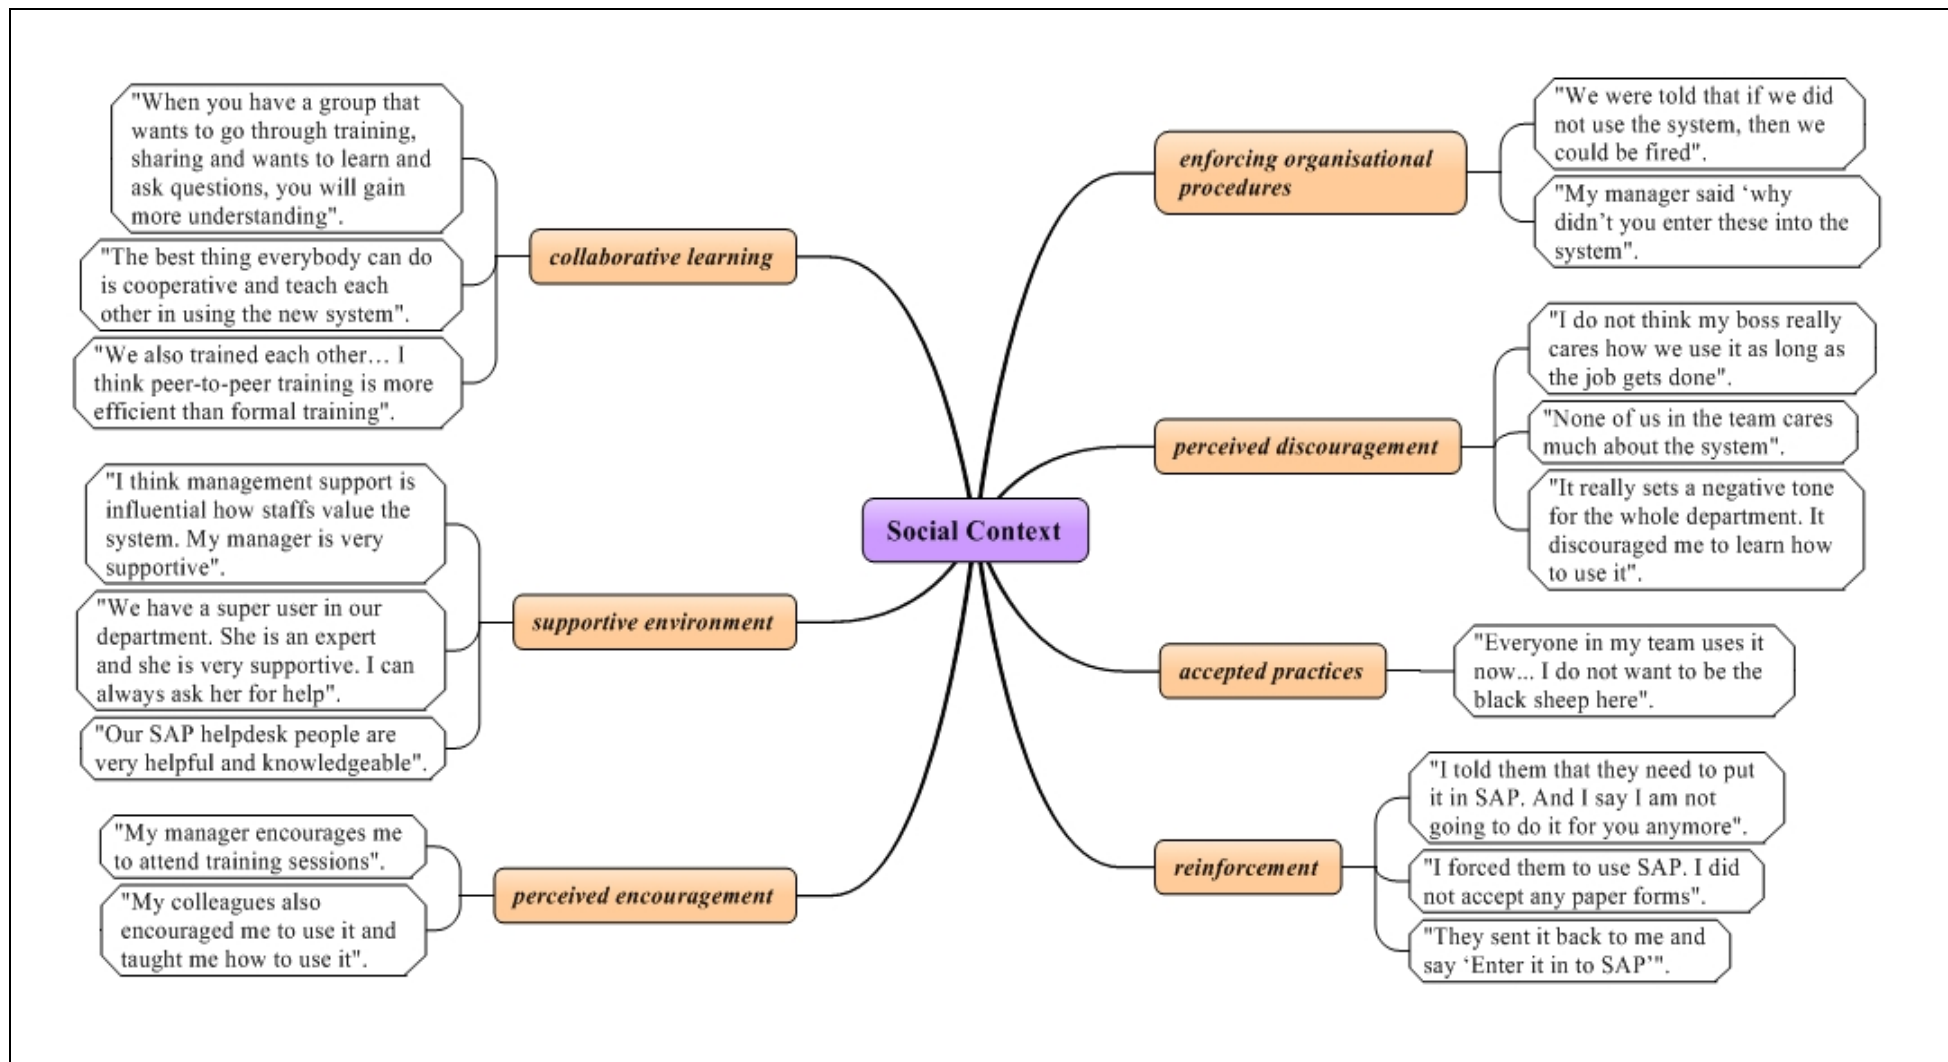 "When you have a group that
wants to go through training,
sharing and wants to learn and
ask questions, you will gain
more understanding".
"The best thing everybody can do
is cooperative and teach each
other in using the new system".
"We also trained each other… I
think peer-to-peer training is more
efficient than formal training".
collaborative learning
"I think management support is
influential how staffs value the
system. My manager is very
supportive".
"We have a super user in our
department. She is an expert
and she is very supportive. I can
always ask her for help".
"Our SAP helpdesk people are
very helpful and knowledgeable".
supportive environment
"My manager encourages me
to attend training sessions".
"My colleagues also
encouraged me to use it and
taught me how to use it".
perceived encouragement
Social Context
enforcing organisational
procedures
"We were told that if we did
not use the system, then we
could be fired".
"My manager said ‘why
didn’t you enter these into the
system".
perceived discouragement
"I do not think my boss really
cares how we use it as long as
the job gets done".
"None of us in the team cares
much about the system".
"It really sets a negative tone
for the whole department. It
discouraged me to learn how
to use it".
accepted practices
"Everyone in my team uses it
now... I do not want to be the
black sheep here".
reinforcement
"I told them that they need to put
it in SAP. And I say I am not
going to do it for you anymore".
"I forced them to use SAP. I did
not accept any paper forms".
"They sent it back to me and
say ‘Enter it in to SAP’".